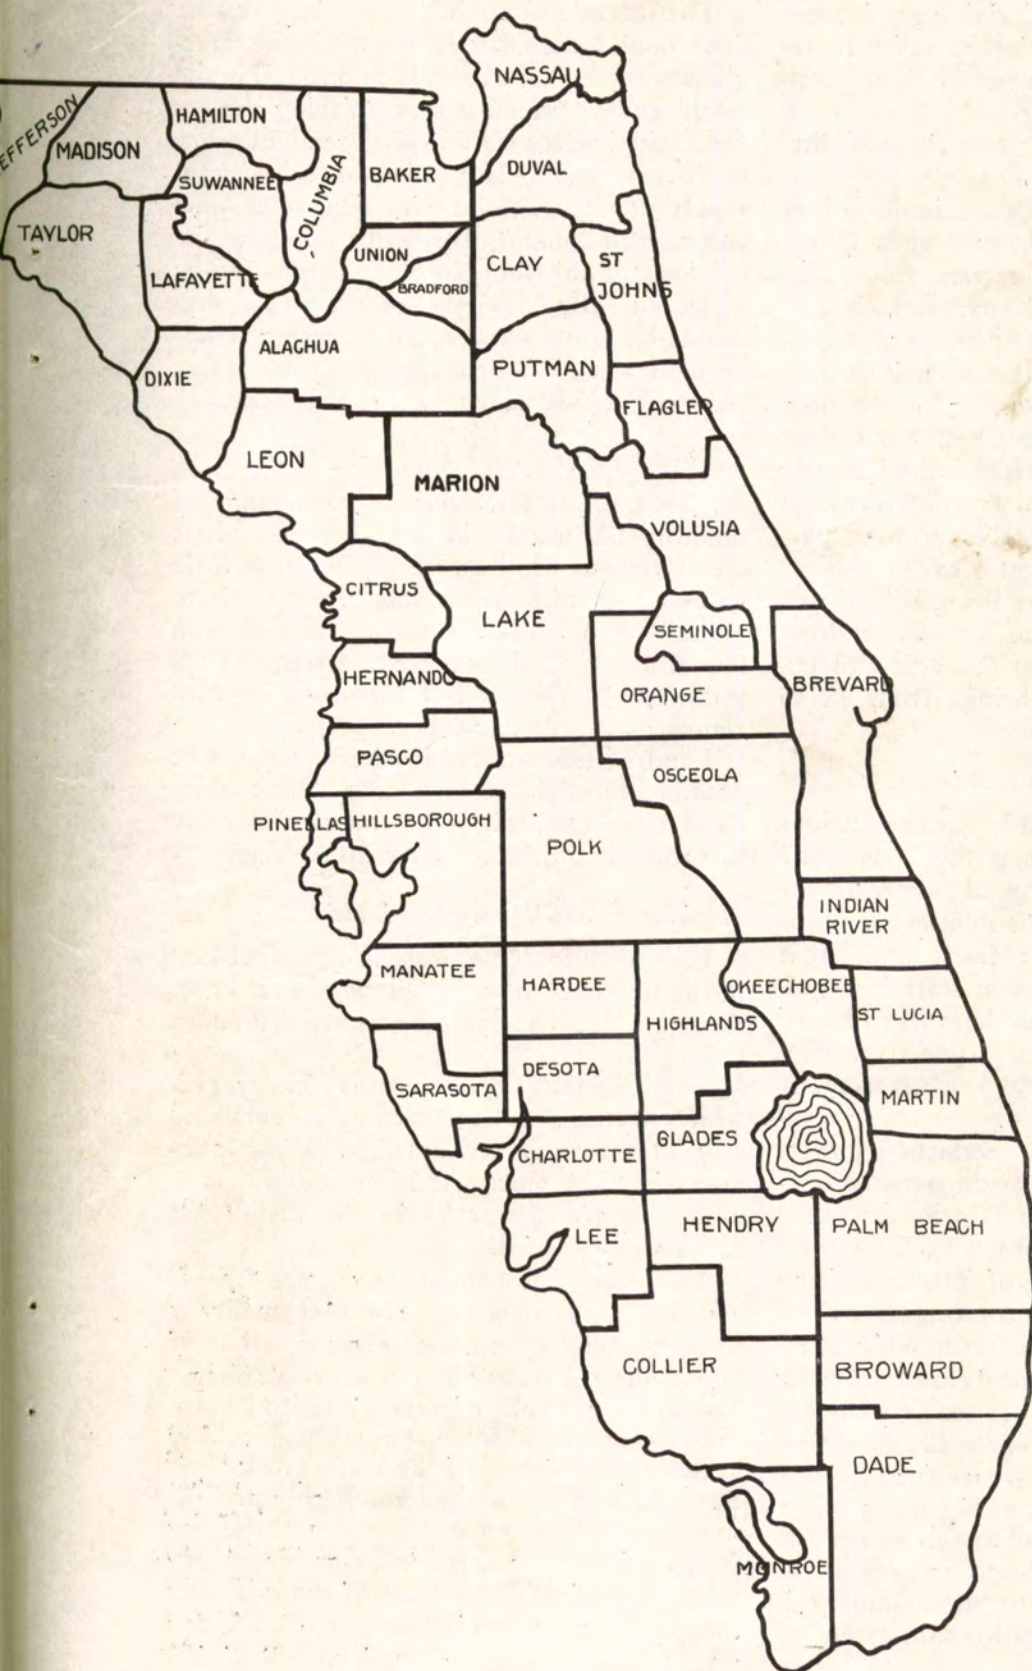 NASSAU
JEFFERSON
HAMILTON
MADISON
SUWANNEE
COLUMBIA
BAKER
DUVAL
TAYLOR
LAFAYETTE
UNION
BRADFORD
CLAY
ST
JOHNS
ALACHUA
DIXIE
PUTMAN
FLAGLER
LEON
MARION
VOLUSIA
CITRUS
LAKE
SEMINOLE
HERNANDO
ORANGE
BREVARD
PASCO
OSCEOLA
PINELLAS
HILLSBOROUGH
POLK
INDIAN
RIVER
MANATEE
HARDEE
OKEECHOBEE
HIGHLANDS
ST LUCIA
SARASOTA
DESOTA
MARTIN
GLADES
CHARLOTTE
LEE
HENDRY
PALM BEACH
COLLIER
BROWARD
DADE
MONROE